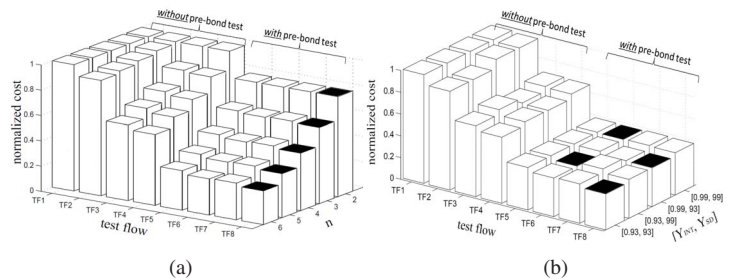 without pre-bond test
with pre-bond test
normalized cost
1
0.8
0.6
0.4
0.2
0
TF1
TF2
TF3
TF4
TF5
TF6
TF7
TF8
test flow
6
5
4
3
2
n
(a)
without pre-bond test
with pre-bond test
normalized cost
1
0.8
0.6
0.4
0.2
0
TF1
TF2
TF3
TF4
TF5
TF6
TF7
TF8
test flow
[0.93, 93]
[0.93, 99]
[0.99, 93]
[0.99, 99]
[Y_INT, Y_SD]
(b)